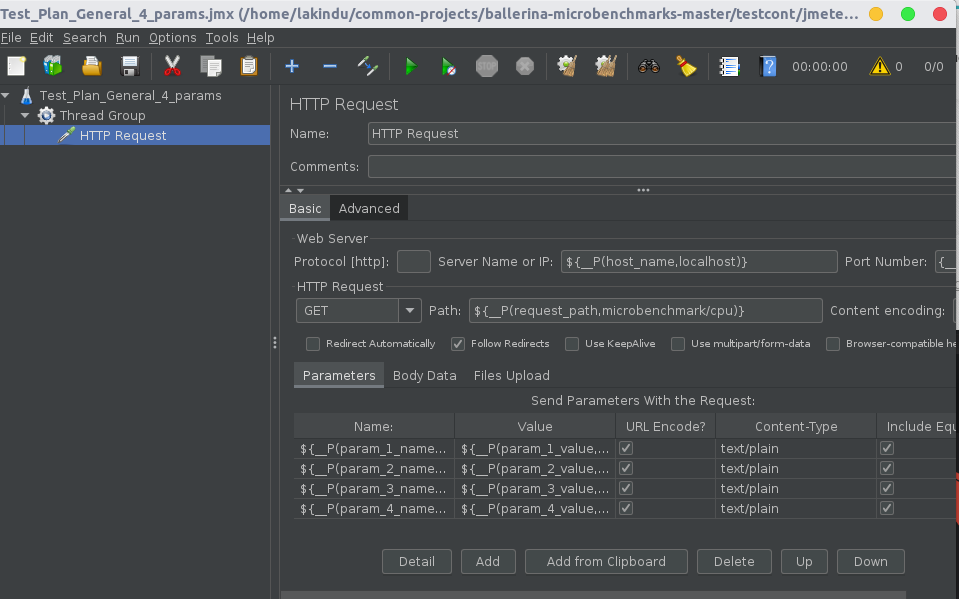 Test_Plan_General_4_params.jmx (/home/lakindu/common-projects/ballerina-microbenchmarks-master/testcont/jmete...
File Edit Search Run Options Tools Help
00:00:00 0 0/0
Test_Plan_General_4_params
Thread Group
HTTP Request
HTTP Request
Name: HTTP Request
Comments:
Basic Advanced
Web Server
Protocol [http]: Server Name or IP: ${__P(host_name,localhost)} Port Number: {__
HTTP Request
GET Path: ${__P(request_path,microbenchmark/cpu)} Content encoding:
Redirect Automatically Follow Redirects Use KeepAlive Use multipart/form-data Browser-compatible he
Parameters Body Data Files Upload
Send Parameters With the Request:
Name: Value URL Encode? Content-Type Include Equ
${__P(param_1_name... ${__P(param_1_value,... text/plain
${__P(param_2_name... ${__P(param_2_value,... text/plain
${__P(param_3_name... ${__P(param_3_value,... text/plain
${__P(param_4_name... ${__P(param_4_value,... text/plain
Detail Add Add from Clipboard Delete Up Down